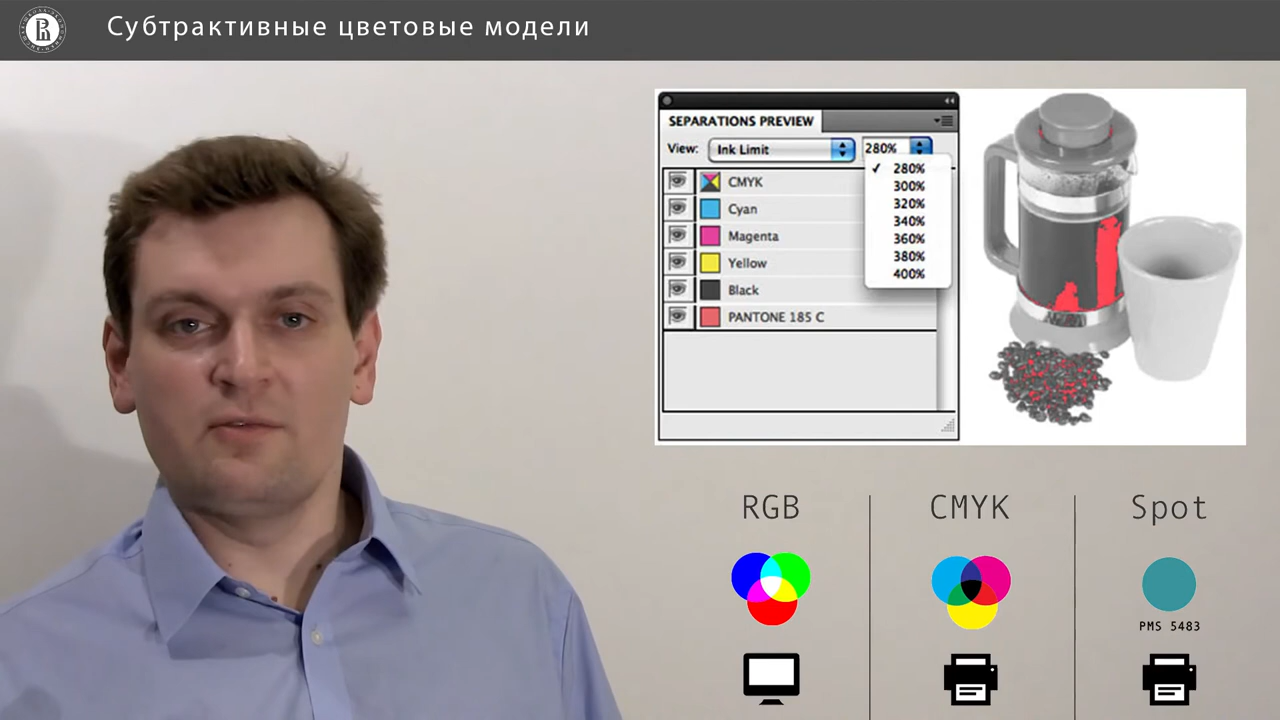 Субтрактивные цветовые модели
SEPARATIONS PREVIEW
View: Ink Limit 280%
280%
300%
320%
340%
360%
380%
400%
CMYK
Cyan
Magenta
Yellow
Black
PANTONE 185 C
RGB CMYK Spot
PMS 5483